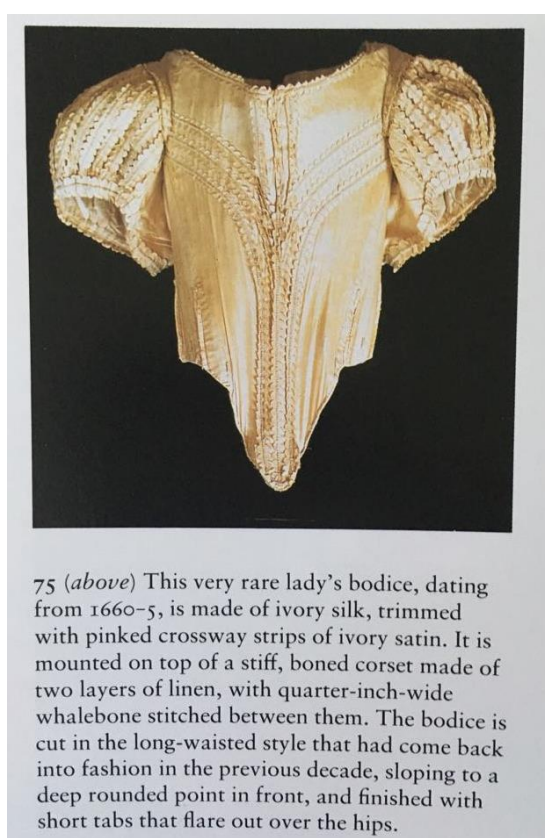 75 (above) This very rare lady's bodice, dating
from 1660-5, is made of ivory silk, trimmed
with pinked crossway strips of ivory satin. It is
mounted on top of a stiff, boned corset made of
two layers of linen, with quarter-inch-wide
whalebone stitched between them. The bodice is
cut in the long-waisted style that had come back
into fashion in the previous decade, sloping to a
deep rounded point in front, and finished with
short tabs that flare out over the hips.